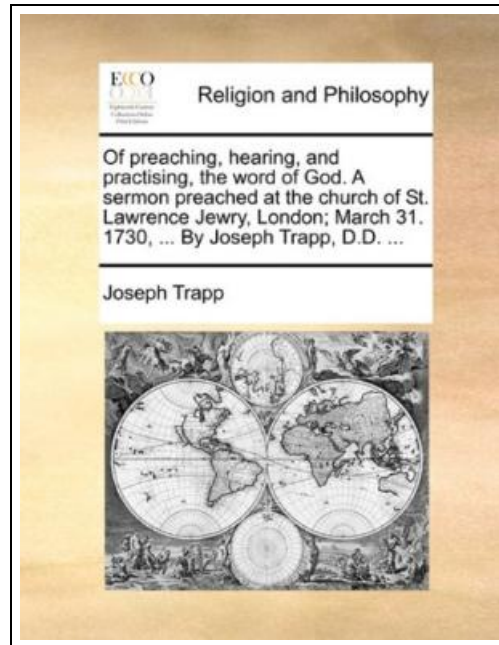 ECCO
Religion and Philosophy
Of preaching, hearing, and
practising, the word of God. A
sermon preached at the church of St.
Lawrence Jewry, London; March 31.
1730, ... By Joseph Trapp, D.D. ...
Joseph Trapp